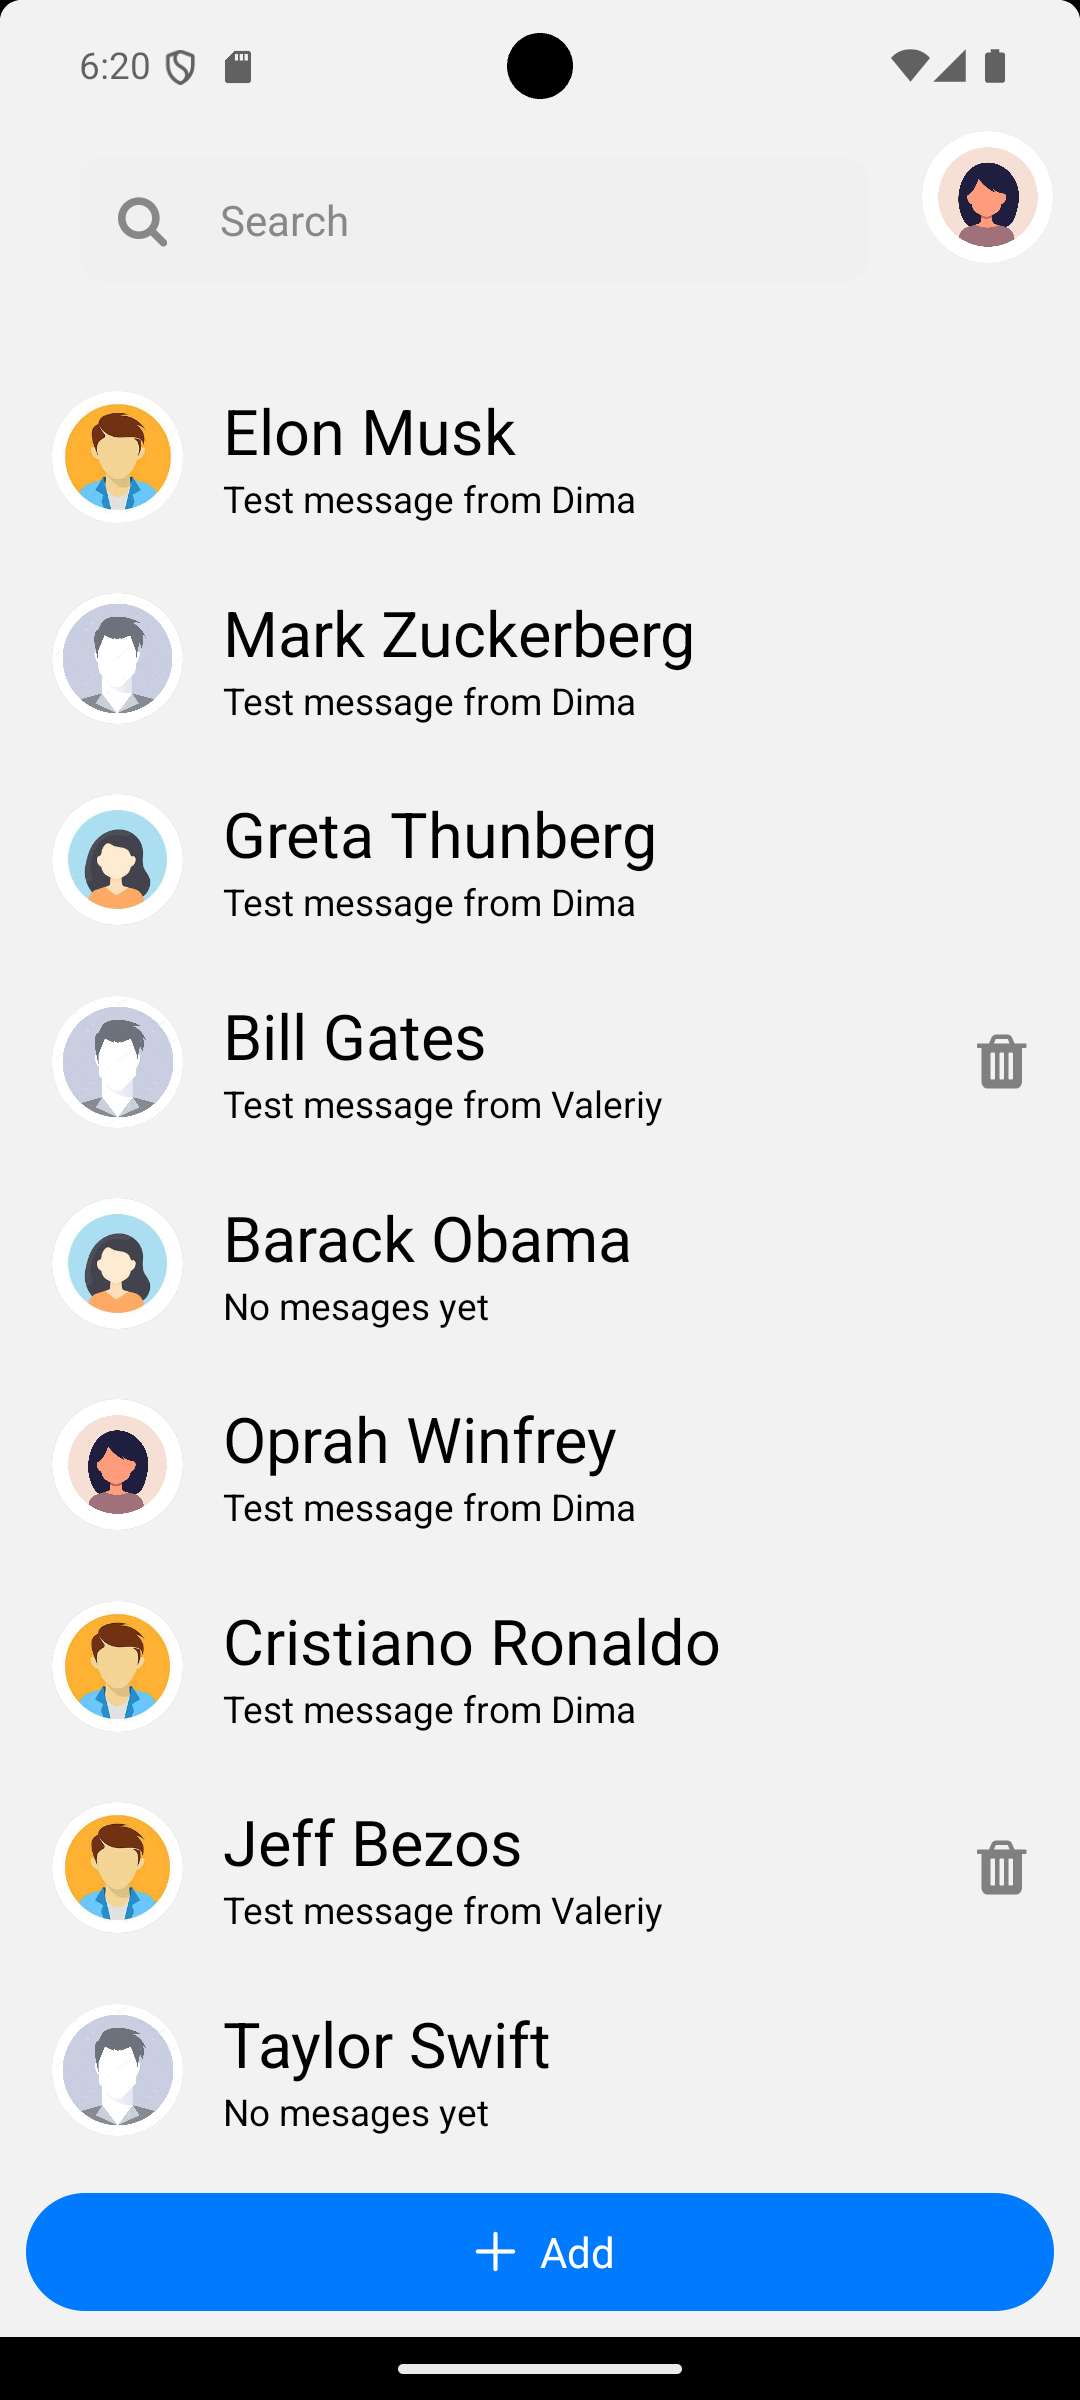 6:20
Search
Elon Musk
Test message from Dima
Mark Zuckerberg
Test message from Dima
Greta Thunberg
Test message from Dima
Bill Gates
Test message from Valeriy
Barack Obama
No mesages yet
Oprah Winfrey
Test message from Dima
Cristiano Ronaldo
Test message from Dima
Jeff Bezos
Test message from Valeriy
Taylor Swift
No mesages yet
Add